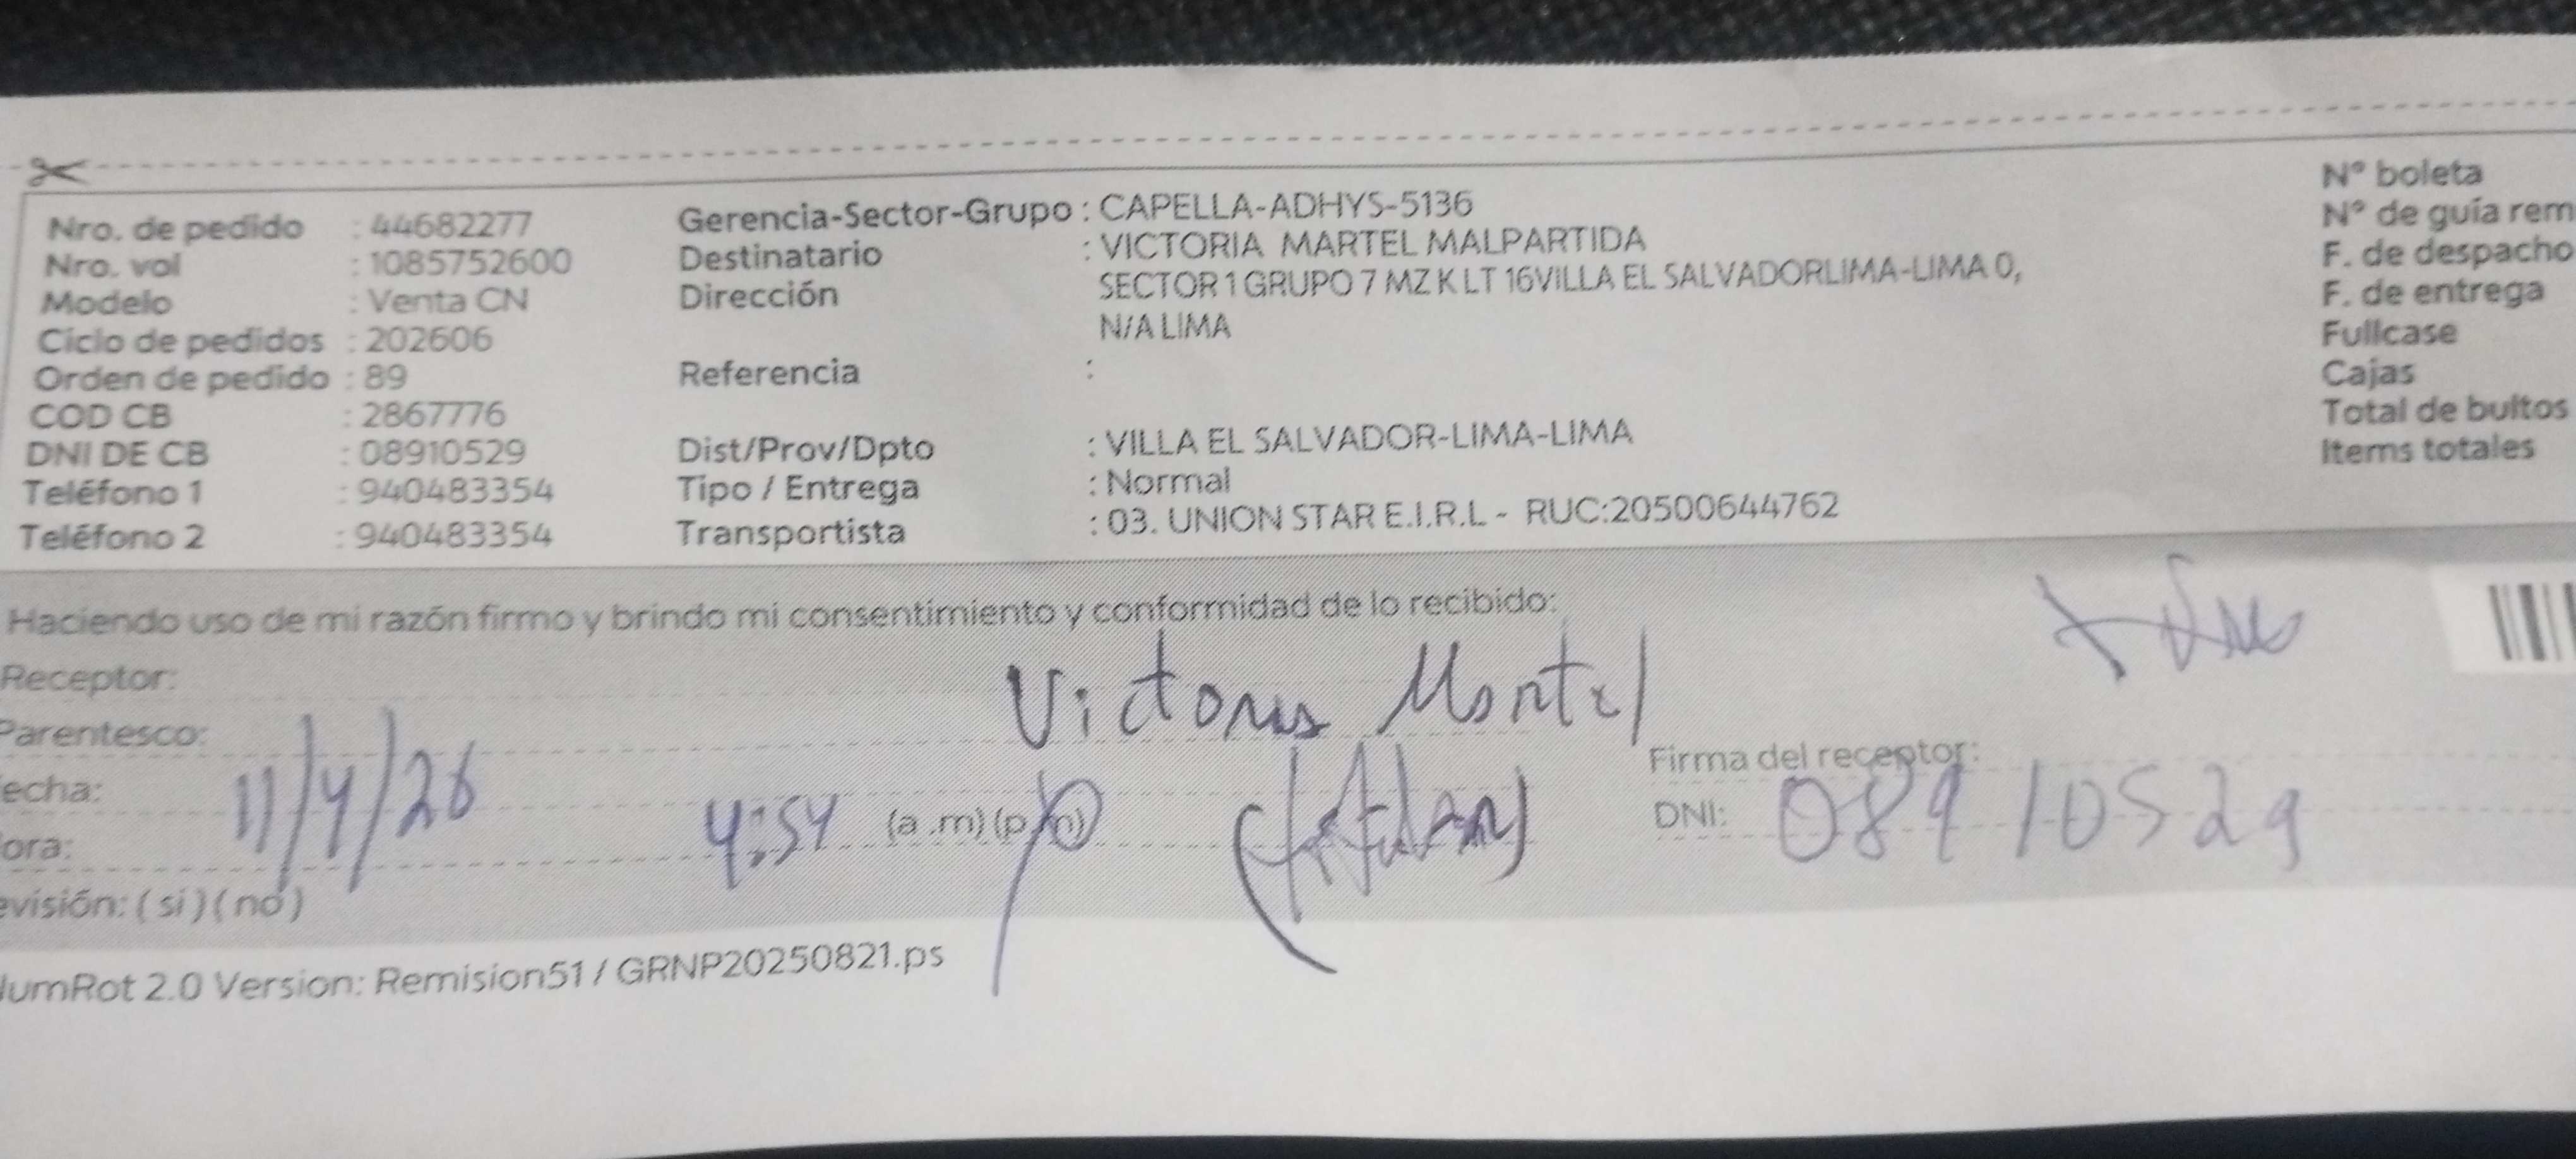 Nro. de pedido : 44682277
Nro. vol : 1085752600
Modelo : Venta CN
Ciclo de pedidos : 202606
Orden de pedido : 89
COD CB : 2867776
DNI DE CB : 08910529
Teléfono 1 : 940483354
Teléfono 2 : 940483354
Gerencia-Sector-Grupo : CAPELLA-ADHYS-5136
Destinatario : VICTORIA MARTEL MALPARTIDA
Dirección SECTOR 1 GRUPO 7 MZ K LT 16VILLA EL SALVADORLIMA-LIMA 0,
N/A LIMA
Referencia :
Dist/Prov/Dpto : VILLA EL SALVADOR-LIMA-LIMA
Tipo / Entrega : Normal
Transportista : 03. UNION STAR E.I.R.L - RUC:20500644762
N° boleta
N° de guía rem
F. de despacho
F. de entrega
Fullcase
Cajas
Total de bultos
Items totales
Haciendo uso de mi razón firmo y brindo mi consentimiento y conformidad de lo recibido:
Receptor: Victoria Martel
Parentesco: (titular)
echa: 11/4/26
ora: 4:54 (a .m) (p.m)
evisión: ( si ) ( no )
Firma del receptor:
DNI: 08910529
NumRot 2.0 Version: Remision51 / GRNP20250821.ps